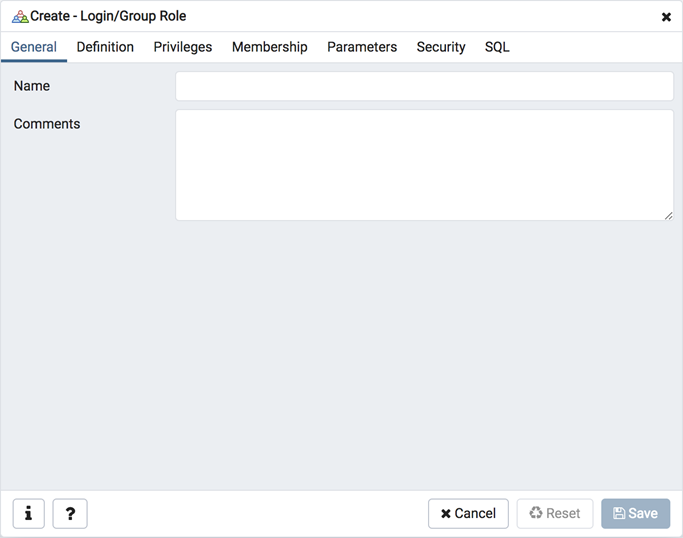 Create - Login/Group Role
General Definition Privileges Membership Parameters Security SQL
Name
Comments
i ? Cancel Reset Save